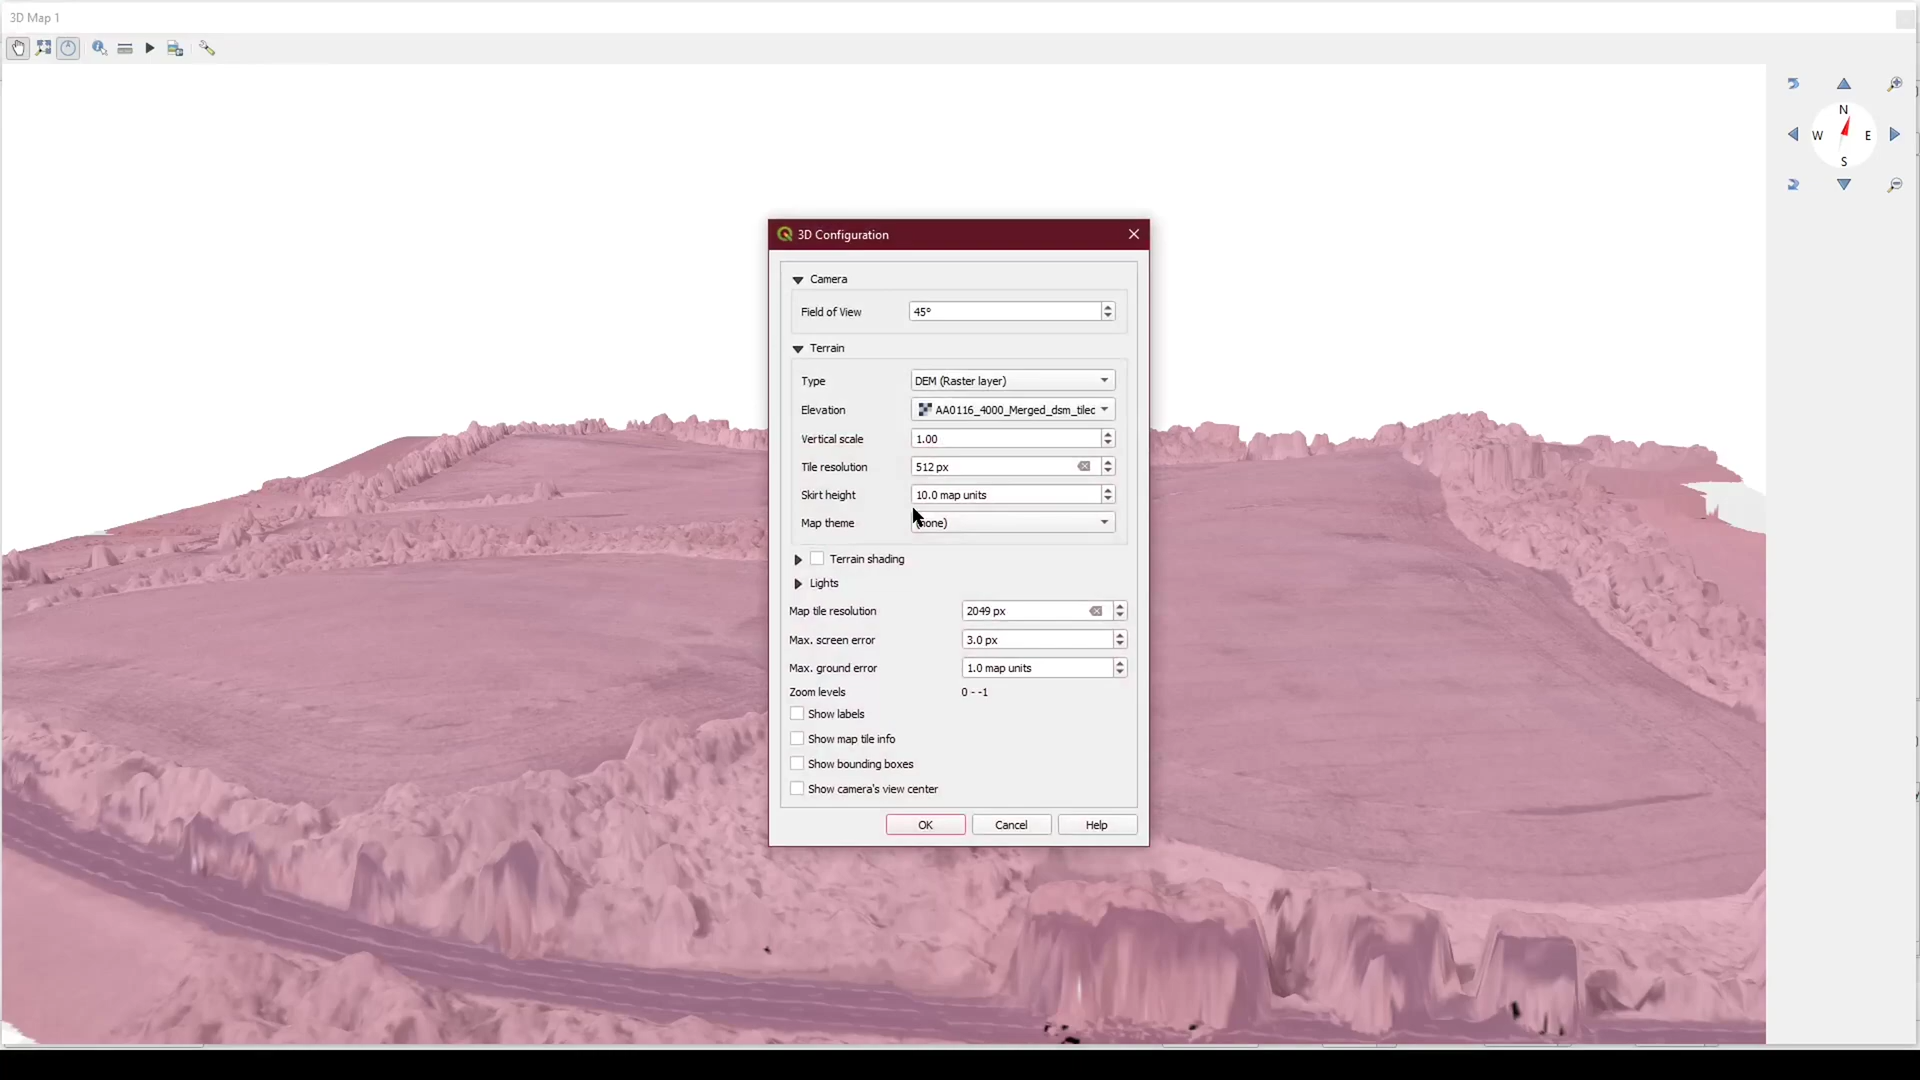 3D Map 1
N
W E
S
3D Configuration
Camera
Field of View 45°
Terrain
Type DEM (Raster layer)
Elevation AA0116_4000_Merged_dsm_tilec
Vertical scale 1.00
Tile resolution 512 px
Skirt height 10.0 map units
Map theme (none)
Terrain shading
Lights
Map tile resolution 2049 px
Max. screen error 3.0 px
Max. ground error 1.0 map units
Zoom levels 0 - -1
Show labels
Show map tile info
Show bounding boxes
Show camera's view center
OK Cancel Help